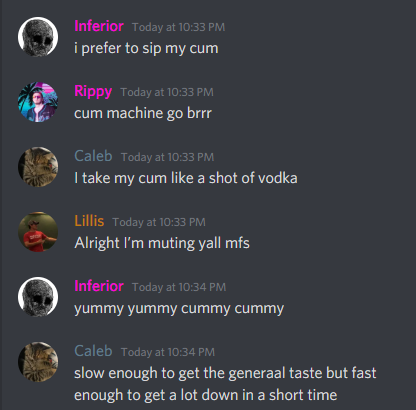 Inferior Today at 10:33 PM
i prefer to sip my cum
Rippy Today at 10:33 PM
cum machine go brrr
Caleb Today at 10:33 PM
I take my cum like a shot of vodka
Lillis Today at 10:33 PM
Alright I'm muting yall mfs
Inferior Today at 10:34 PM
yummy yummy cummy cummy
Caleb Today at 10:34 PM
slow enough to get the generaal taste but fast
enough to get a lot down in a short time